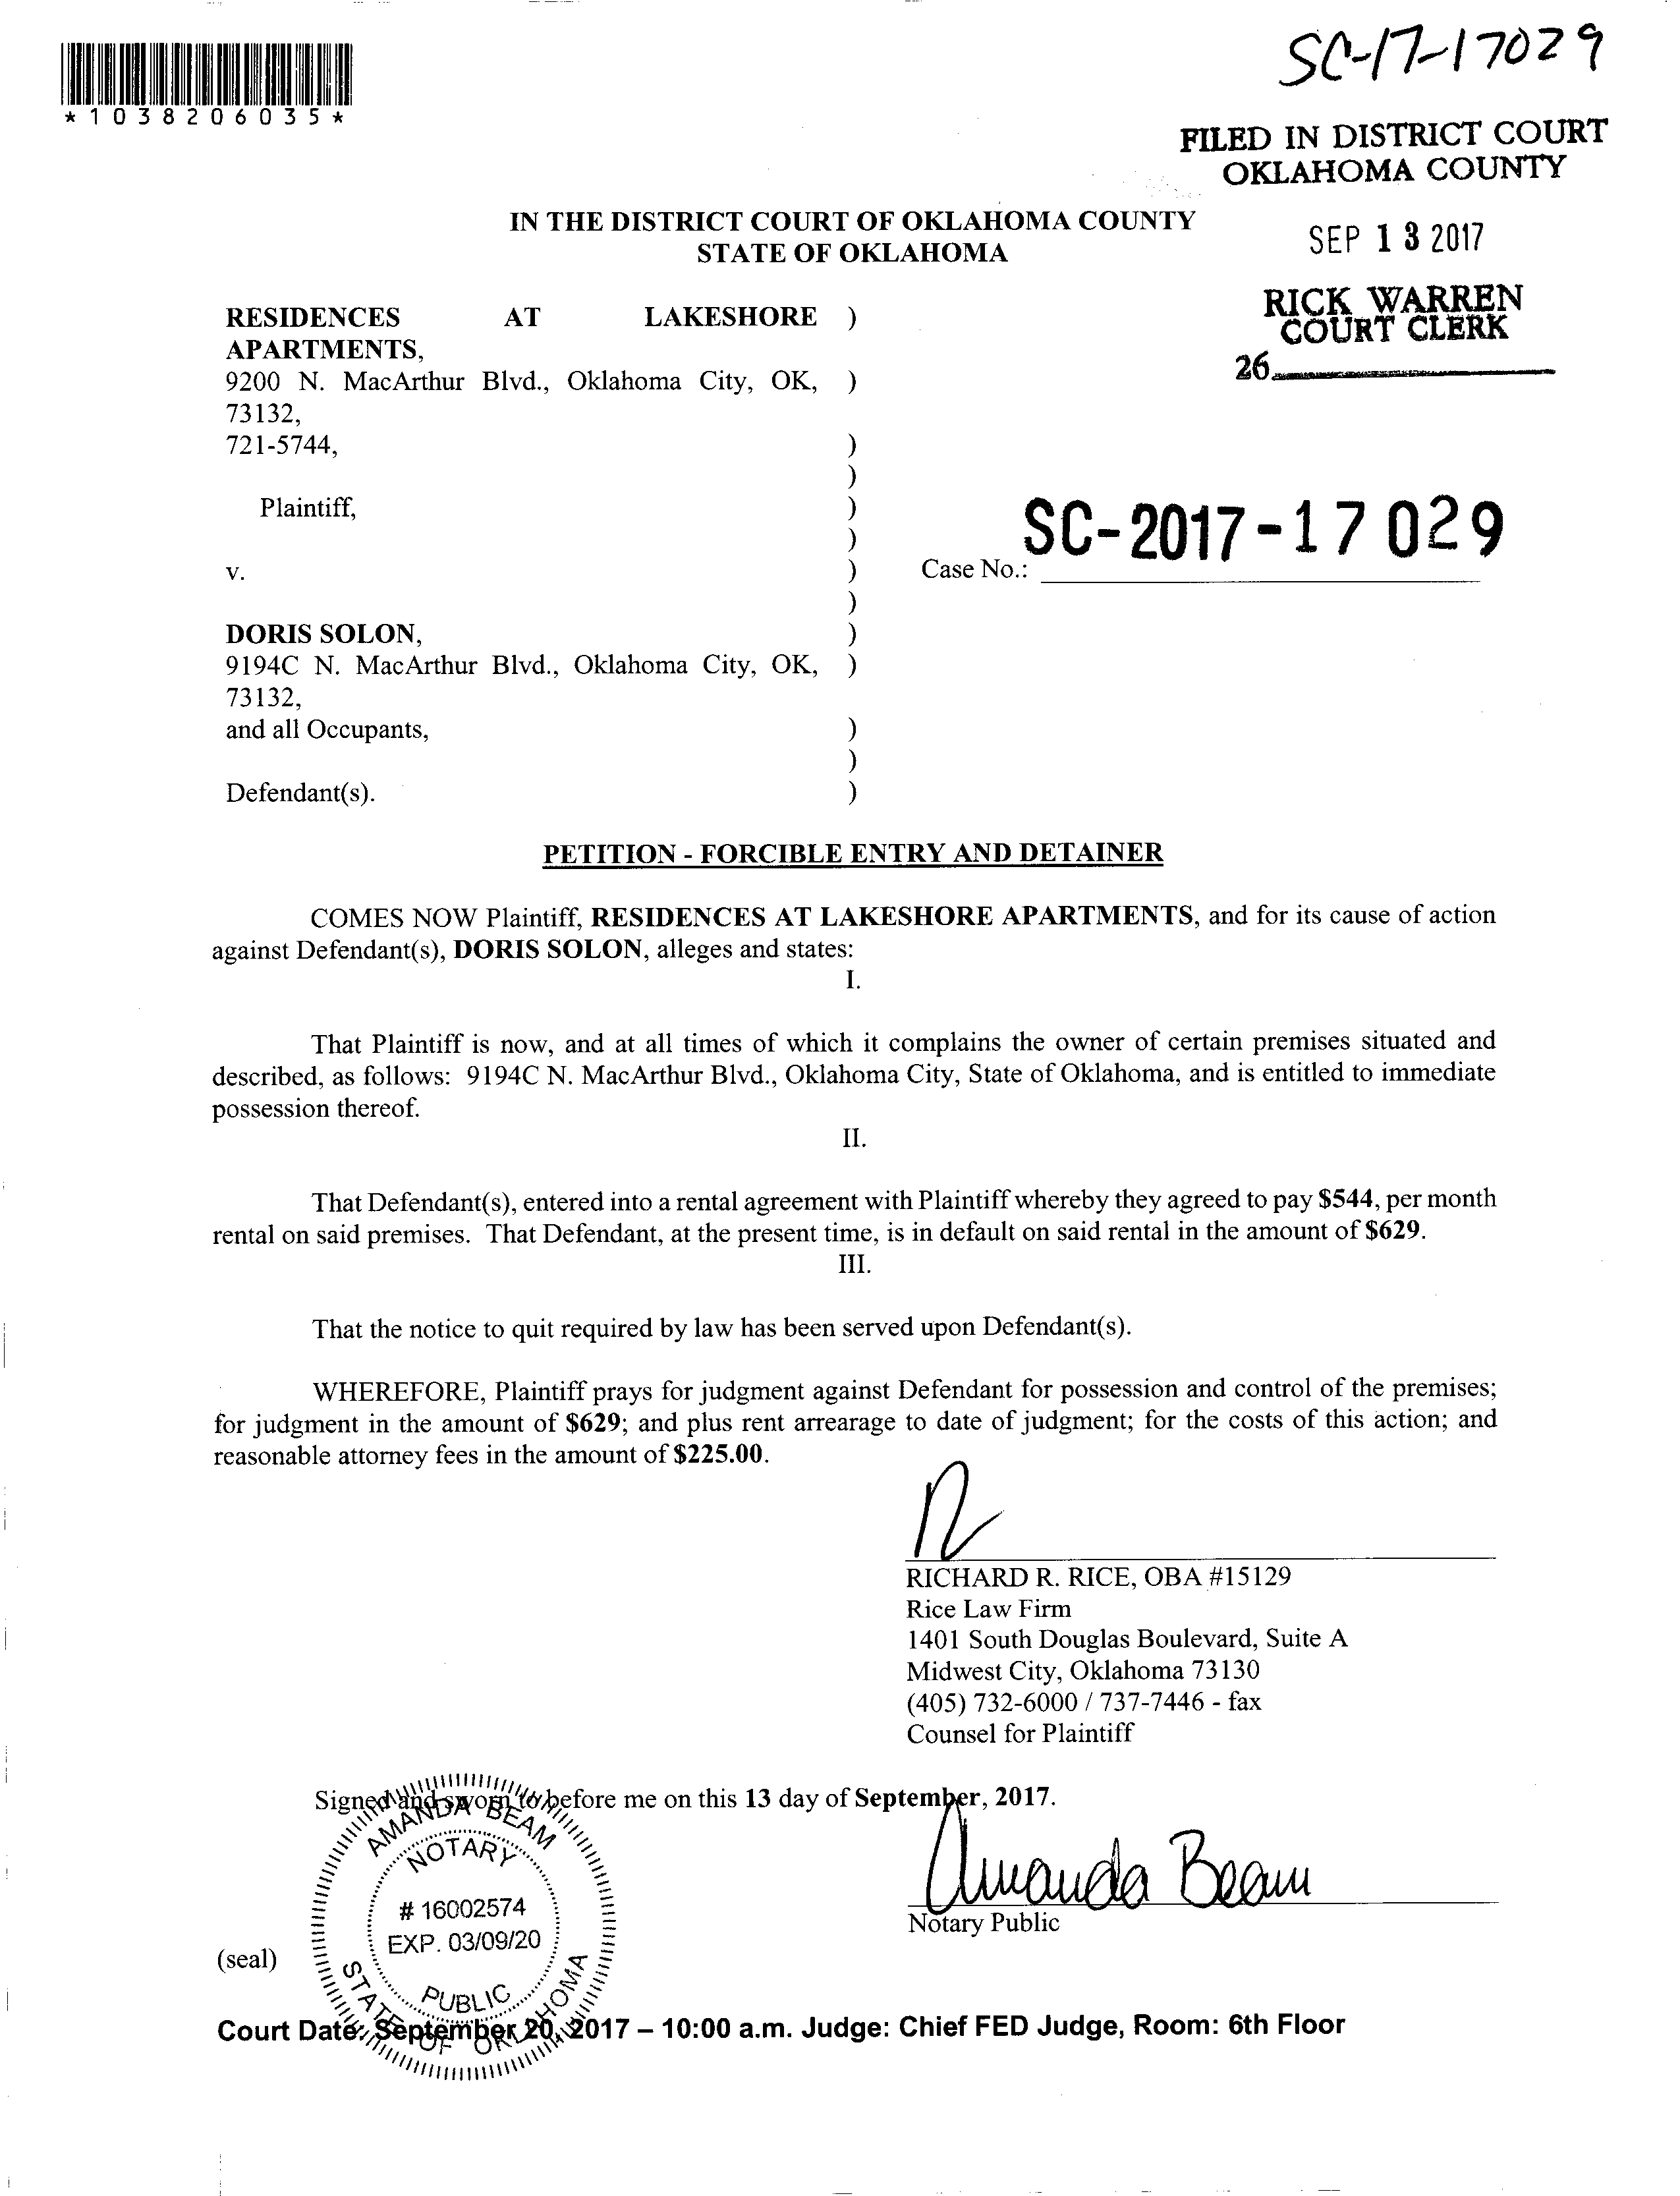 SC-17-17029
*1038206035*
FILED IN DISTRICT COURT
OKLAHOMA COUNTY
IN THE DISTRICT COURT OF OKLAHOMA COUNTY
STATE OF OKLAHOMA
SEP 13 2017
RICK WARREN
COURT CLERK
26
RESIDENCES AT LAKESHORE )
APARTMENTS,
9200 N. MacArthur Blvd., Oklahoma City, OK, )
73132,
721-5744, )
)
Plaintiff, )
)
SC-2017-17029
v. ) Case No.:
)
DORIS SOLON, )
9194C N. MacArthur Blvd., Oklahoma City, OK, )
73132,
and all Occupants, )
)
Defendant(s). )
PETITION - FORCIBLE ENTRY AND DETAINER
COMES NOW Plaintiff, RESIDENCES AT LAKESHORE APARTMENTS, and for its cause of action
against Defendant(s), DORIS SOLON, alleges and states:
I.
That Plaintiff is now, and at all times of which it complains the owner of certain premises situated and
described, as follows: 9194C N. MacArthur Blvd., Oklahoma City, State of Oklahoma, and is entitled to immediate
possession thereof.
II.
That Defendant(s), entered into a rental agreement with Plaintiff whereby they agreed to pay $544, per month
rental on said premises. That Defendant, at the present time, is in default on said rental in the amount of $629.
III.
That the notice to quit required by law has been served upon Defendant(s).
WHEREFORE, Plaintiff prays for judgment against Defendant for possession and control of the premises;
for judgment in the amount of $629; and plus rent arrearage to date of judgment; for the costs of this action; and
reasonable attorney fees in the amount of $225.00.
RICHARD R. RICE, OBA #15129
Rice Law Firm
1401 South Douglas Boulevard, Suite A
Midwest City, Oklahoma 73130
(405) 732-6000 / 737-7446 - fax
Counsel for Plaintiff
Signed and sworn to before me on this 13 day of September, 2017.
AMANDA BEAM
NOTARY
# 16002574
EXP. 03/09/20
PUBLIC
STATE OF OKLAHOMA
Amanda Beam
Notary Public
(seal)
Court Date: September 20, 2017 – 10:00 a.m. Judge: Chief FED Judge, Room: 6th Floor